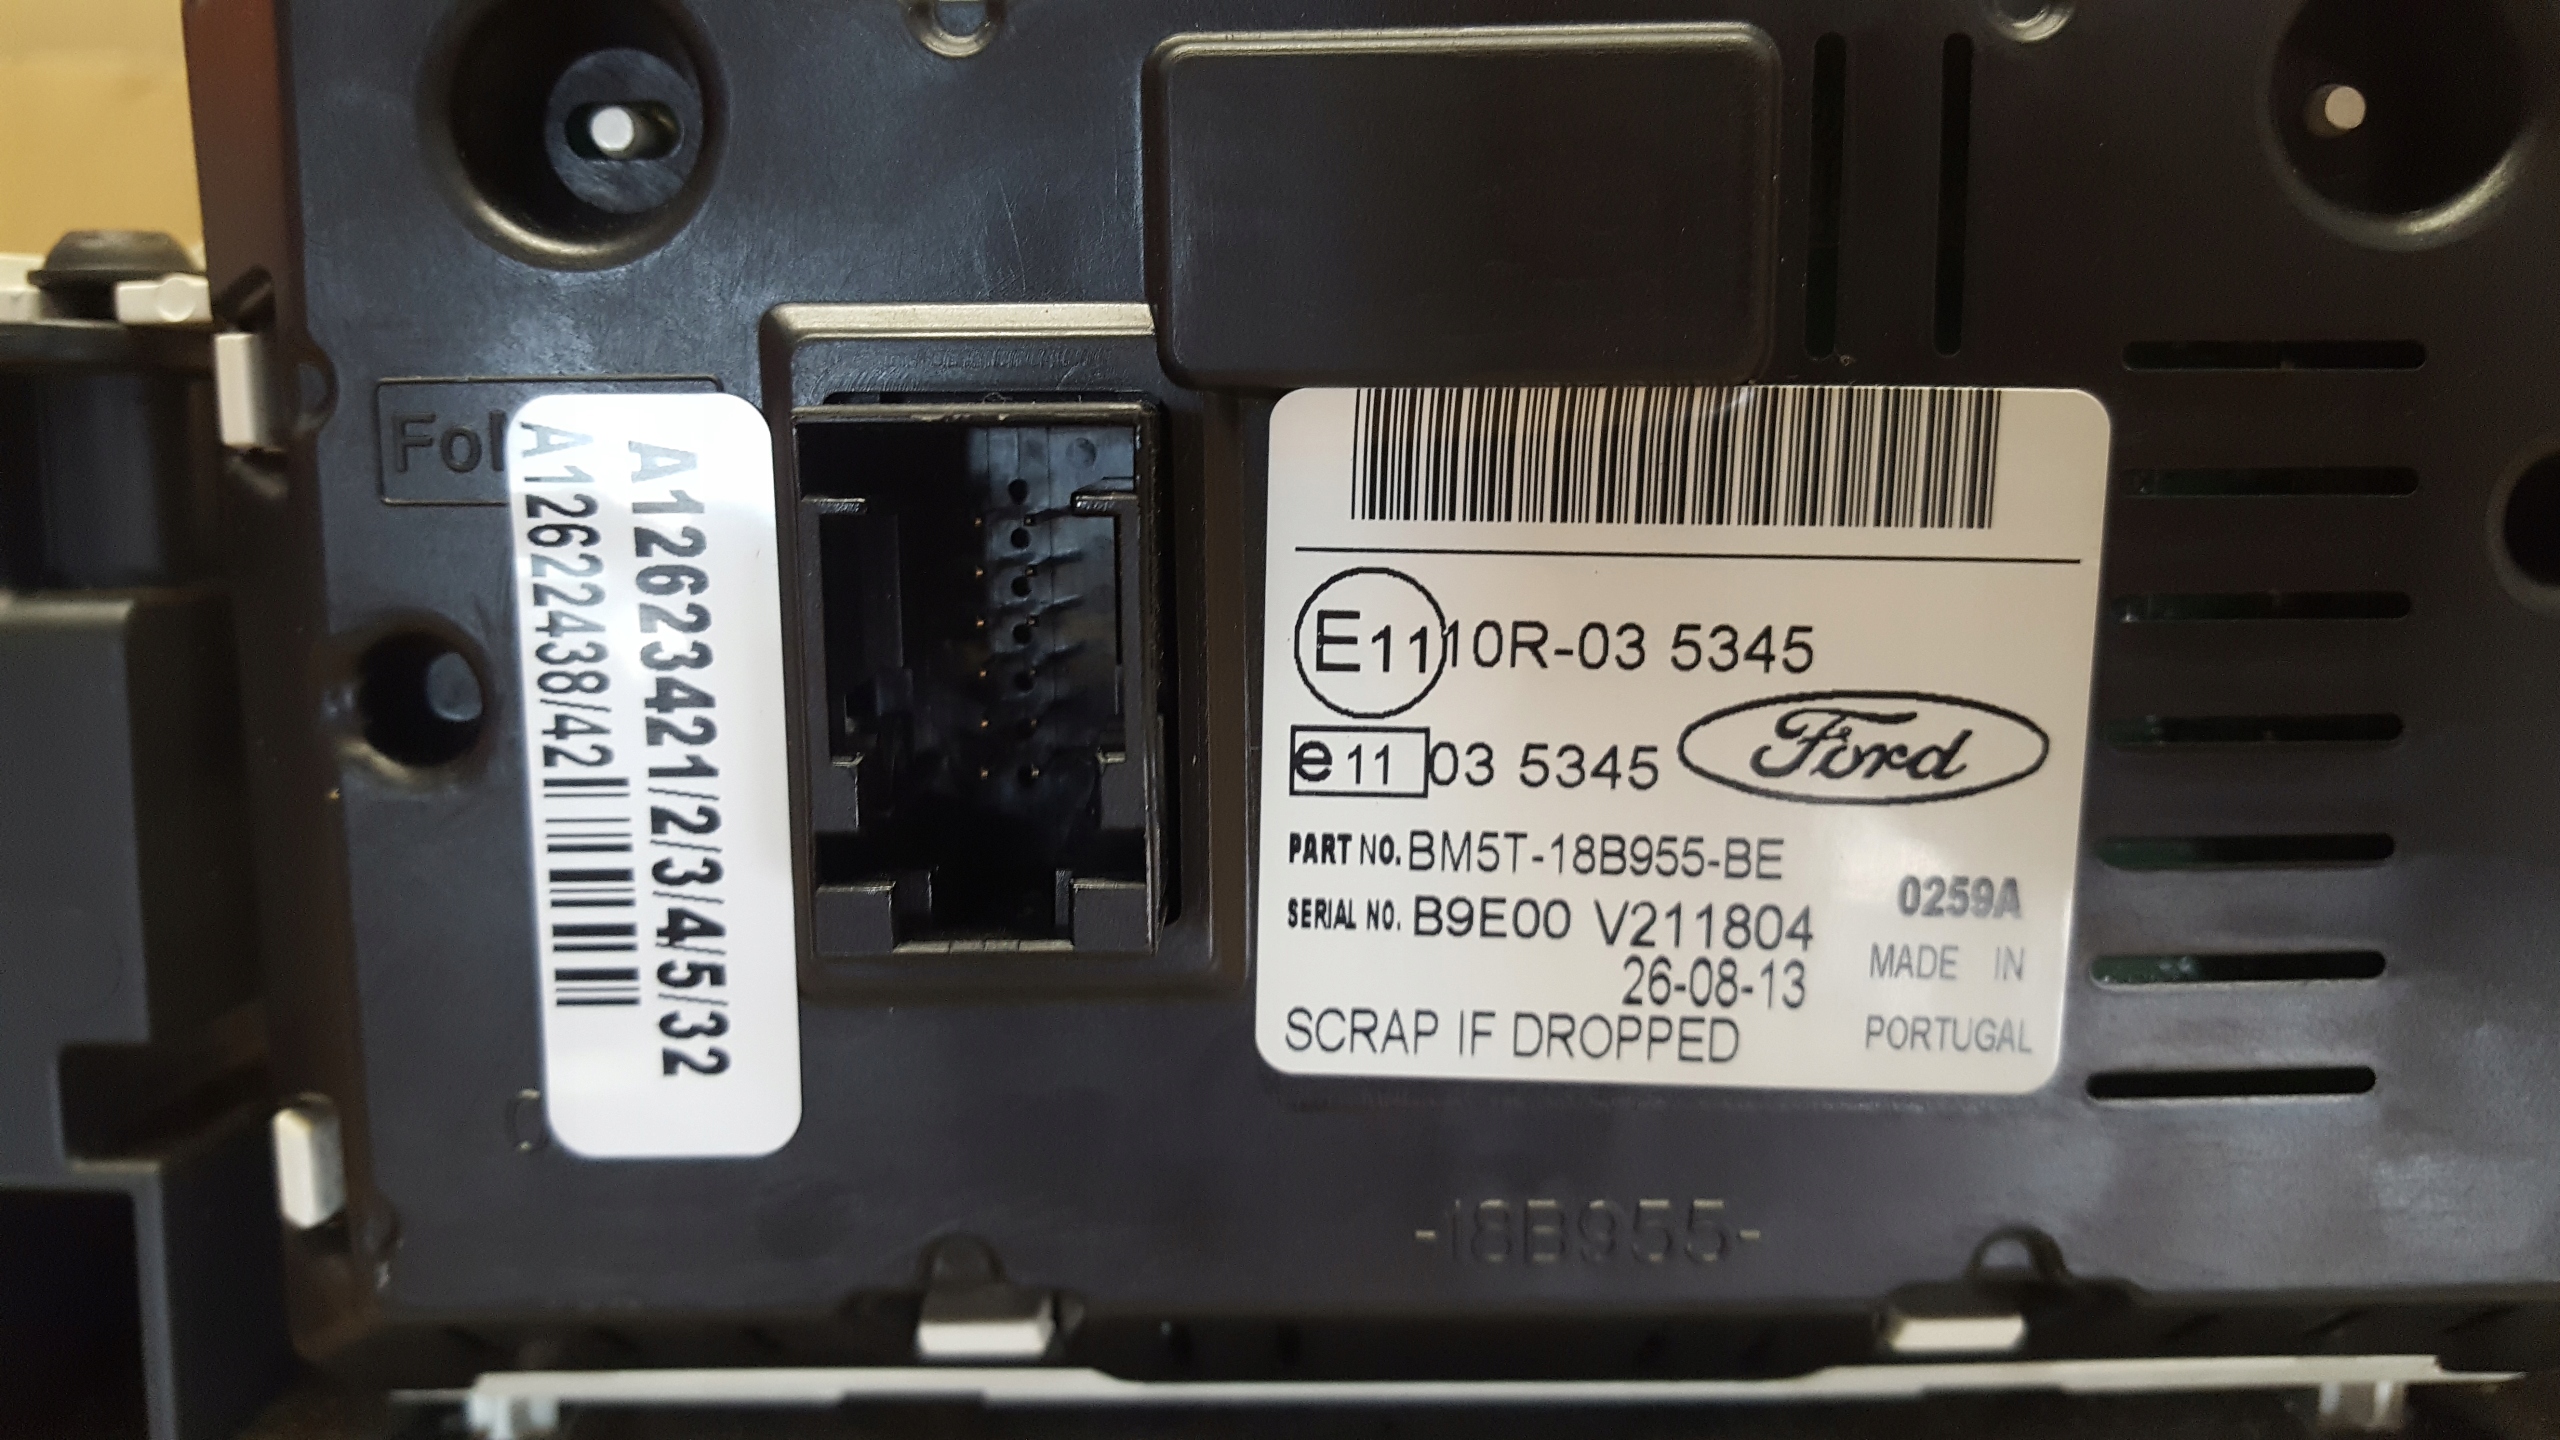 Fo
A12623421/2/3/4/5/32
A12622438/42
E11 10R-03 5345
e11 03 5345
Ford
PART NO. BM5T-18B955-BE
SERIAL NO. B9E00 V211804
0259A
26-08-13
MADE IN
PORTUGAL
SCRAP IF DROPPED
-18B955-